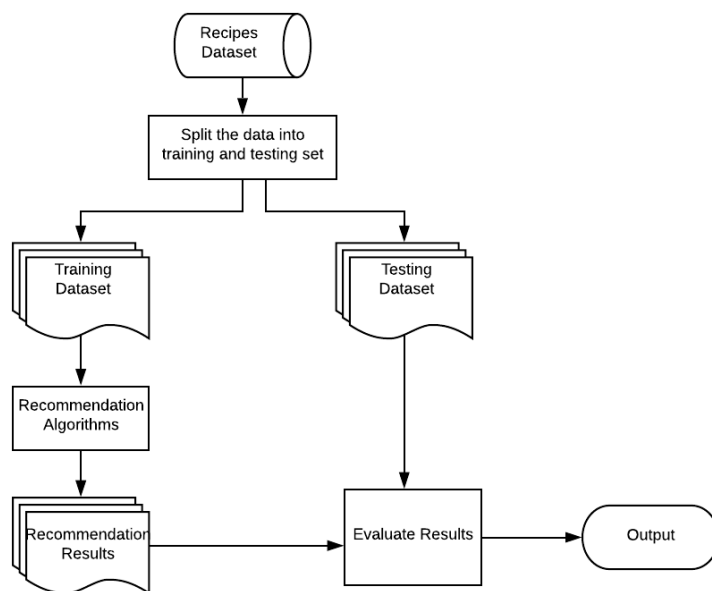 Recipes
Dataset
Split the data into
training and testing set
Training
Dataset
Testing
Dataset
Recommendation
Algorithms
Recommendation
Results
Evaluate Results
Output